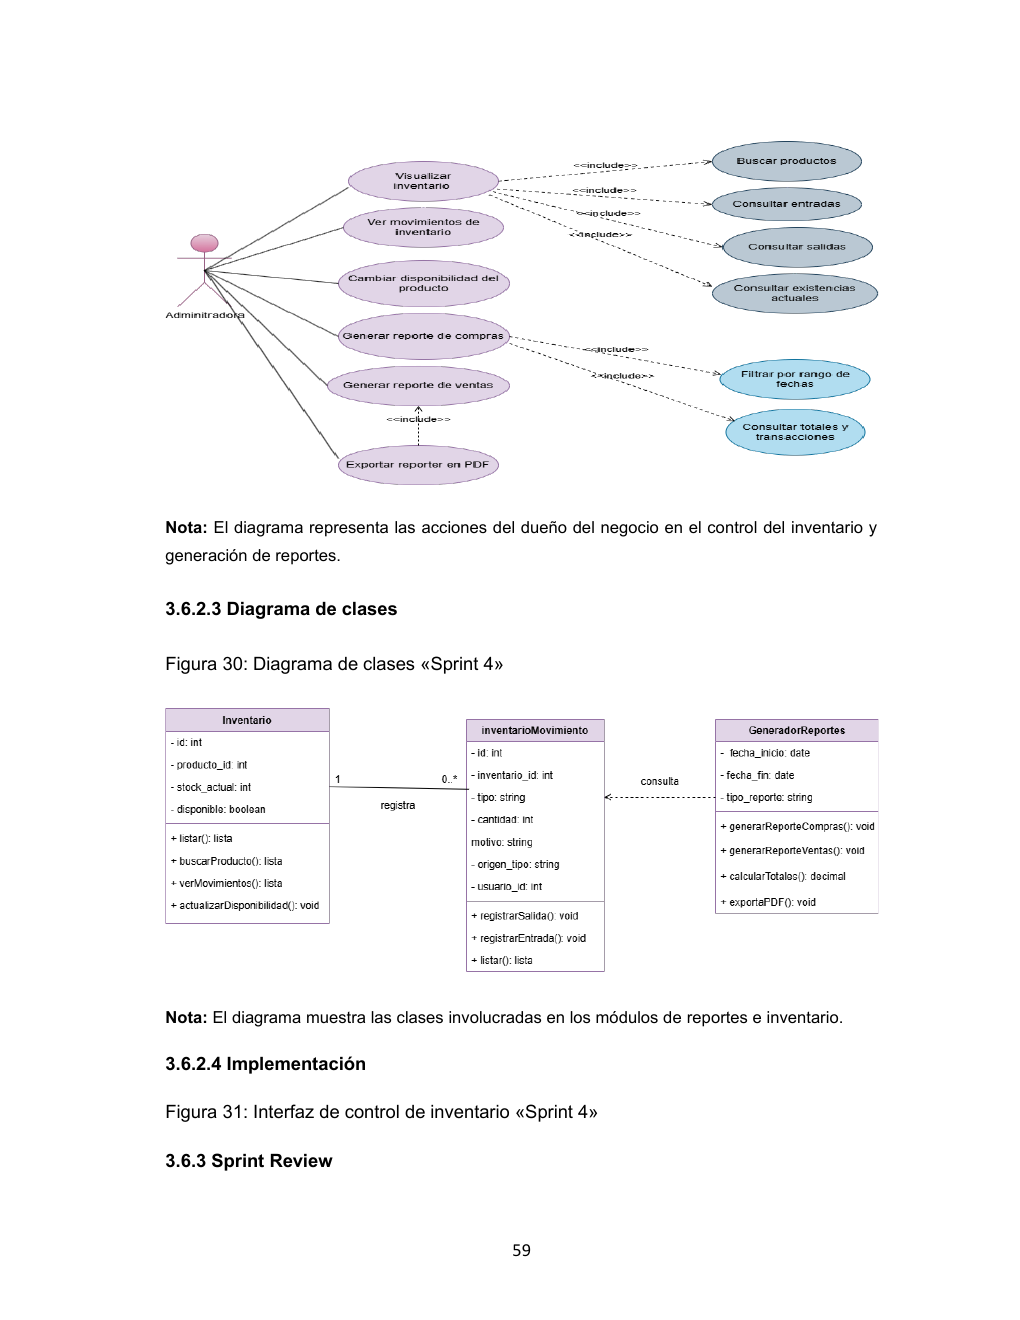 Visualizar
inventario
Ver movimientos de
inventario
Cambiar disponibilidad del
producto
Generar reporte de compras
Generar reporte de ventas
<<include>>
Exportar reporter en PDF
Adminitradora
<<include>>
<<include>>
<<include>>
<<include>>
Buscar productos
Consultar entradas
Consultar salidas
Consultar existencias
actuales
<<include>>
<<include>>
Filtrar por rango de
fechas
Consultar totales y
transacciones
Nota: El diagrama representa las acciones del dueño del negocio en el control del inventario y
generación de reportes.
3.6.2.3 Diagrama de clases
Figura 30: Diagrama de clases «Sprint 4»
Inventario
- id: int
- producto_id: int
- stock_actual: int
- disponible: boolean
+ listar(): lista
+ buscarProducto(): lista
+ verMovimientos(): lista
+ actualizarDisponibilidad(): void
1
0..*
registra
inventarioMovimiento
- id: int
- inventario_id: int
- tipo: string
- cantidad: int
motivo: string
- origen_tipo: string
- usuario_id: int
+ registrarSalida(): void
+ registrarEntrada(): void
+ listar(): lista
consulta
GeneradorReportes
- fecha_inicio: date
- fecha_fin: date
- tipo_reporte: string
+ generarReporteCompras(): void
+ generarReporteVentas(): void
+ calcularTotales(): decimal
+ exportaPDF(): void
Nota: El diagrama muestra las clases involucradas en los módulos de reportes e inventario.
3.6.2.4 Implementación
Figura 31: Interfaz de control de inventario «Sprint 4»
3.6.3 Sprint Review
59